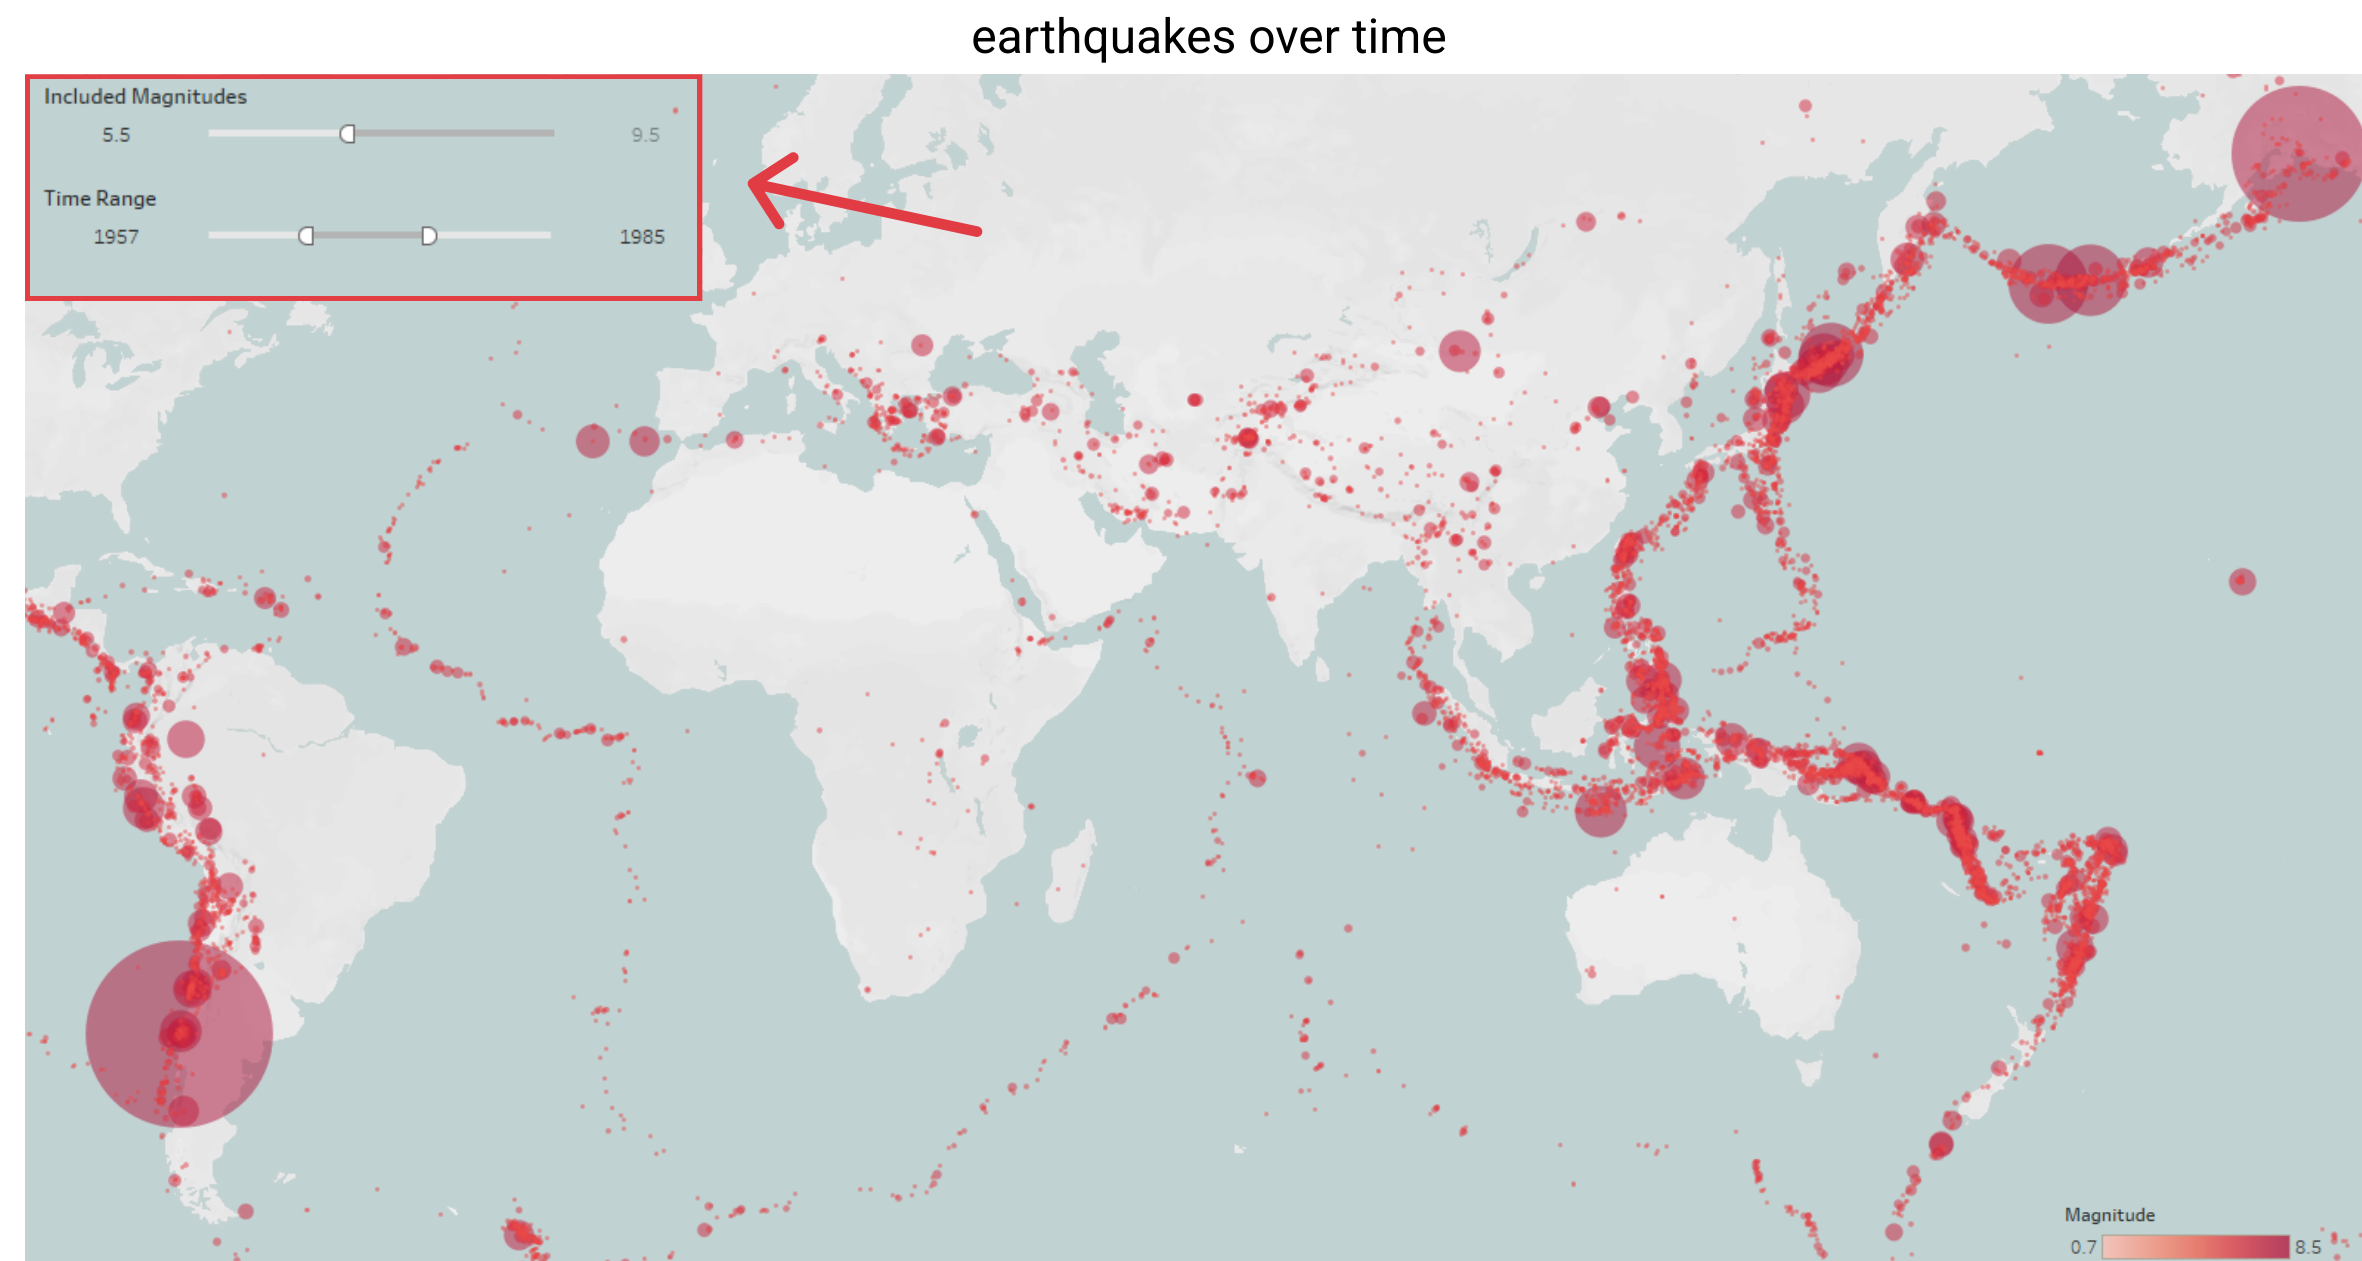 earthquakes over time
Included Magnitudes
5.5 9.5
Time Range
1957 1985
Magnitude
0.7 8.5